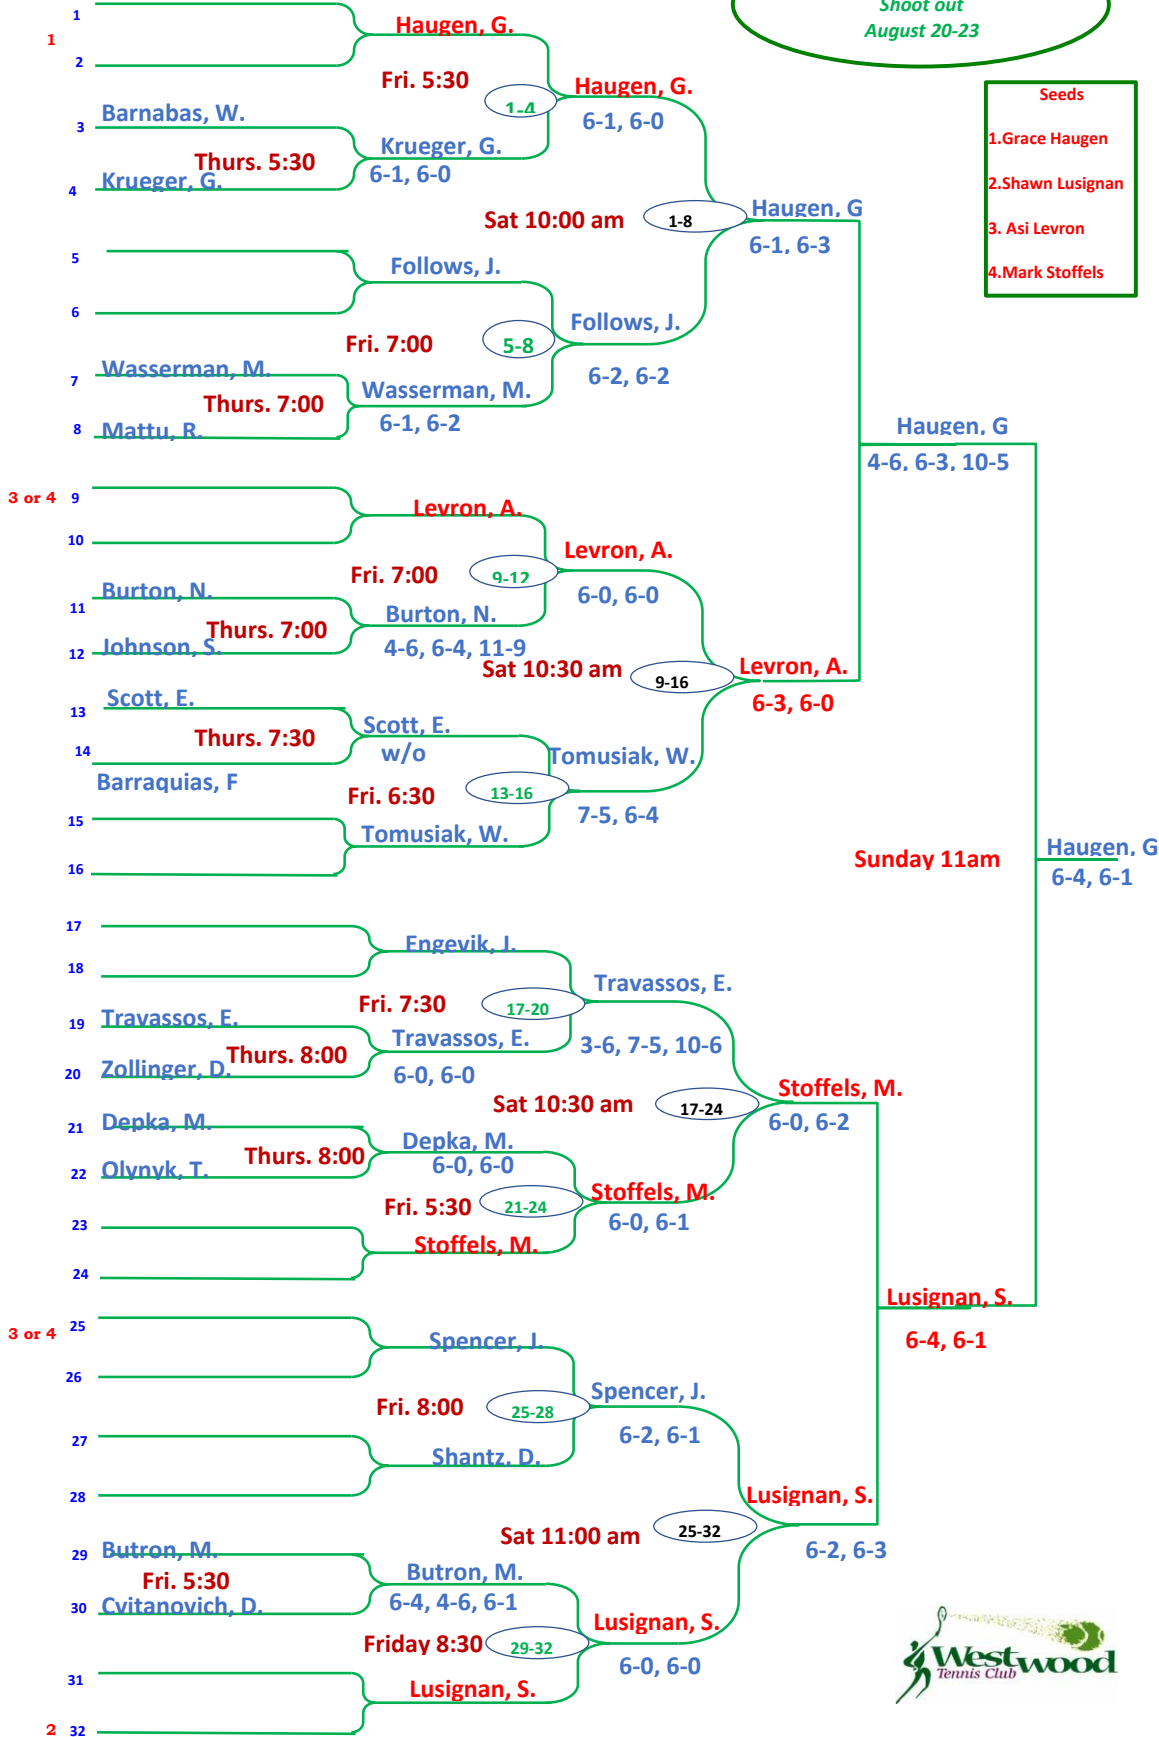 Shoot out
August 20-23
Seeds
1.Grace Haugen
2.Shawn Lusignan
3. Asi Levron
4.Mark Stoffels
1
1
2
Haugen, G.
Fri. 5:30
1-4
Haugen, G.
6-1, 6-0
Barnabas, W.
3
Thurs. 5:30
Krueger, G.
6-1, 6-0
4
Krueger, G.
Sat 10:00 am
1-8
Haugen, G
6-1, 6-3
5
Follows, J.
6
Fri. 7:00
5-8
Follows, J.
6-2, 6-2
7
Wasserman, M.
Thurs. 7:00
Wasserman, M.
6-1, 6-2
8
Mattu, R.
Haugen, G
4-6, 6-3, 10-5
3 or 4
9
Levron, A.
10
Fri. 7:00
9-12
Levron, A.
6-0, 6-0
11
Burton, N.
Thurs. 7:00
Burton, N.
4-6, 6-4, 11-9
12
Johnson, S.
Sat 10:30 am
9-16
Levron, A.
6-3, 6-0
13
Scott, E.
Thurs. 7:30
Scott, E.
w/o
14
Barraquias, F
Fri. 6:30
13-16
Tomusiak, W.
7-5, 6-4
15
Tomusiak, W.
16
Sunday 11am
Haugen, G
6-4, 6-1
17
Engevik, J.
18
Fri. 7:30
17-20
Travassos, E.
3-6, 7-5, 10-6
19
Travassos, E.
Thurs. 8:00
Travassos, E.
6-0, 6-0
20
Zollinger, D.
Sat 10:30 am
17-24
Stoffels, M.
6-0, 6-2
21
Depka, M.
Thurs. 8:00
Depka, M.
6-0, 6-0
22
Olynyk, T.
Fri. 5:30
21-24
Stoffels, M.
6-0, 6-1
23
Stoffels, M.
24
Lusignan, S.
6-4, 6-1
3 or 4
25
Spencer, J.
26
Fri. 8:00
25-28
Spencer, J.
6-2, 6-1
27
Shantz, D.
28
Sat 11:00 am
25-32
Lusignan, S.
6-2, 6-3
29
Butron, M.
Fri. 5:30
Butron, M.
6-4, 4-6, 6-1
30
Cvitanovich, D.
Friday 8:30
29-32
Lusignan, S.
6-0, 6-0
31
Lusignan, S.
2
32
Westwood
Tennis Club